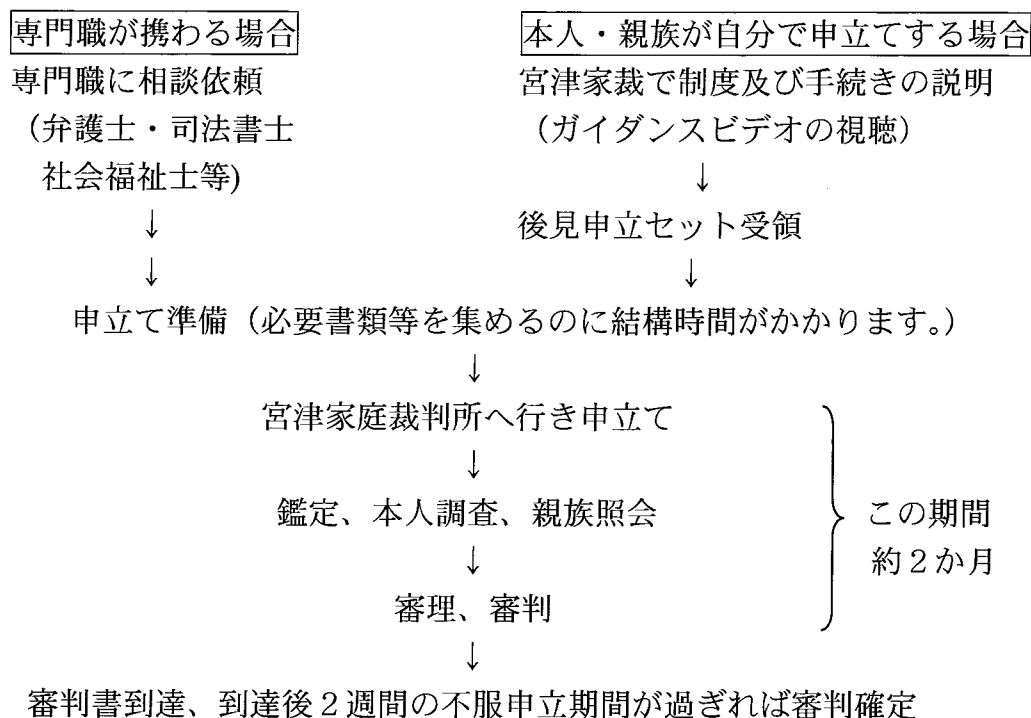 専門職が携わる場合
専門職に相談依頼
（弁護士・司法書士
社会福祉士等)
↓
↓
本人・親族が自分で申立てする場合
宮津家裁で制度及び手続きの説明
（ガイダンスビデオの視聴）
↓
後見申立セット受領
↓
申立て準備（必要書類等を集めるのに結構時間がかかります。）
↓
宮津家庭裁判所へ行き申立て
↓
鑑定、本人調査、親族照会
↓
審理、審判
この期間
約２か月
↓
審判書到達、到達後２週間の不服申立期間が過ぎれば審判確定